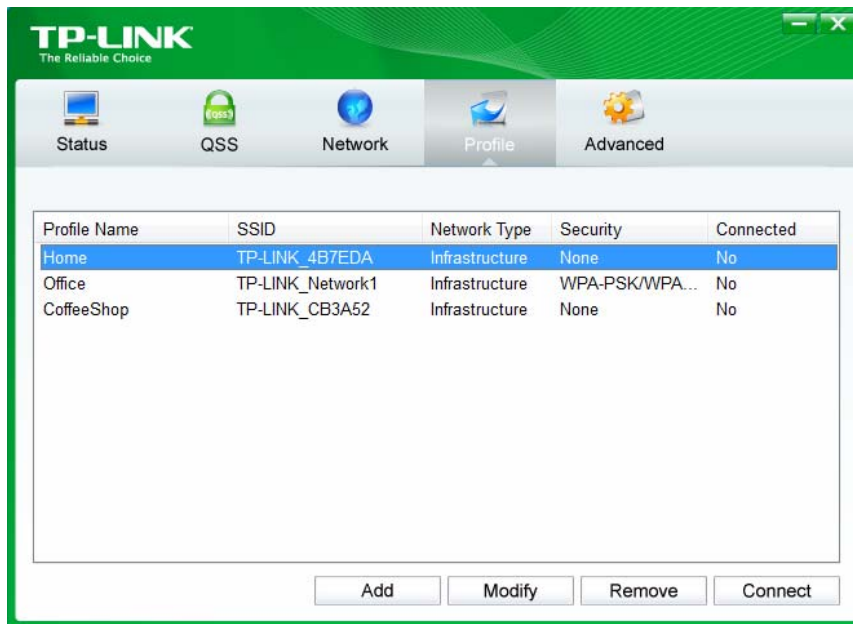 TP-LINK
The Reliable Choice
Status QSS Network Profile Advanced
Profile Name SSID Network Type Security Connected
Home TP-LINK_4B7EDA Infrastructure None No
Office TP-LINK_Network1 Infrastructure WPA-PSK/WPA... No
CoffeeShop TP-LINK_CB3A52 Infrastructure None No
Add Modify Remove Connect